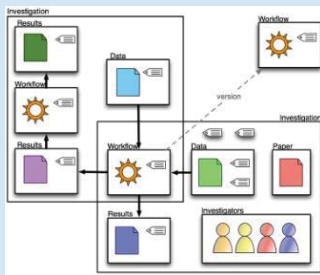 Investigation
Results
Workflow
Data
Workflow
version
Investigation
Results
Workflow
Data
Paper
Results
Investigators